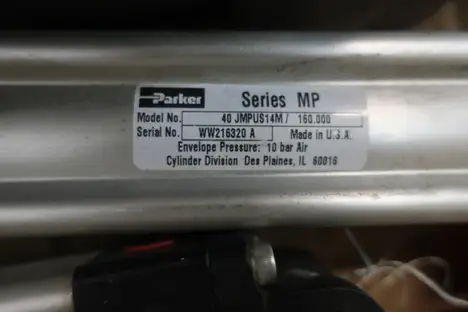 Parker Series MP
Model No. 40 JMPUS14M/ 160.000
Serial No. WW216320 A Made in U.S.A.
Envelope Pressure: 10 bar Air
Cylinder Division Des Plaines, IL 60016